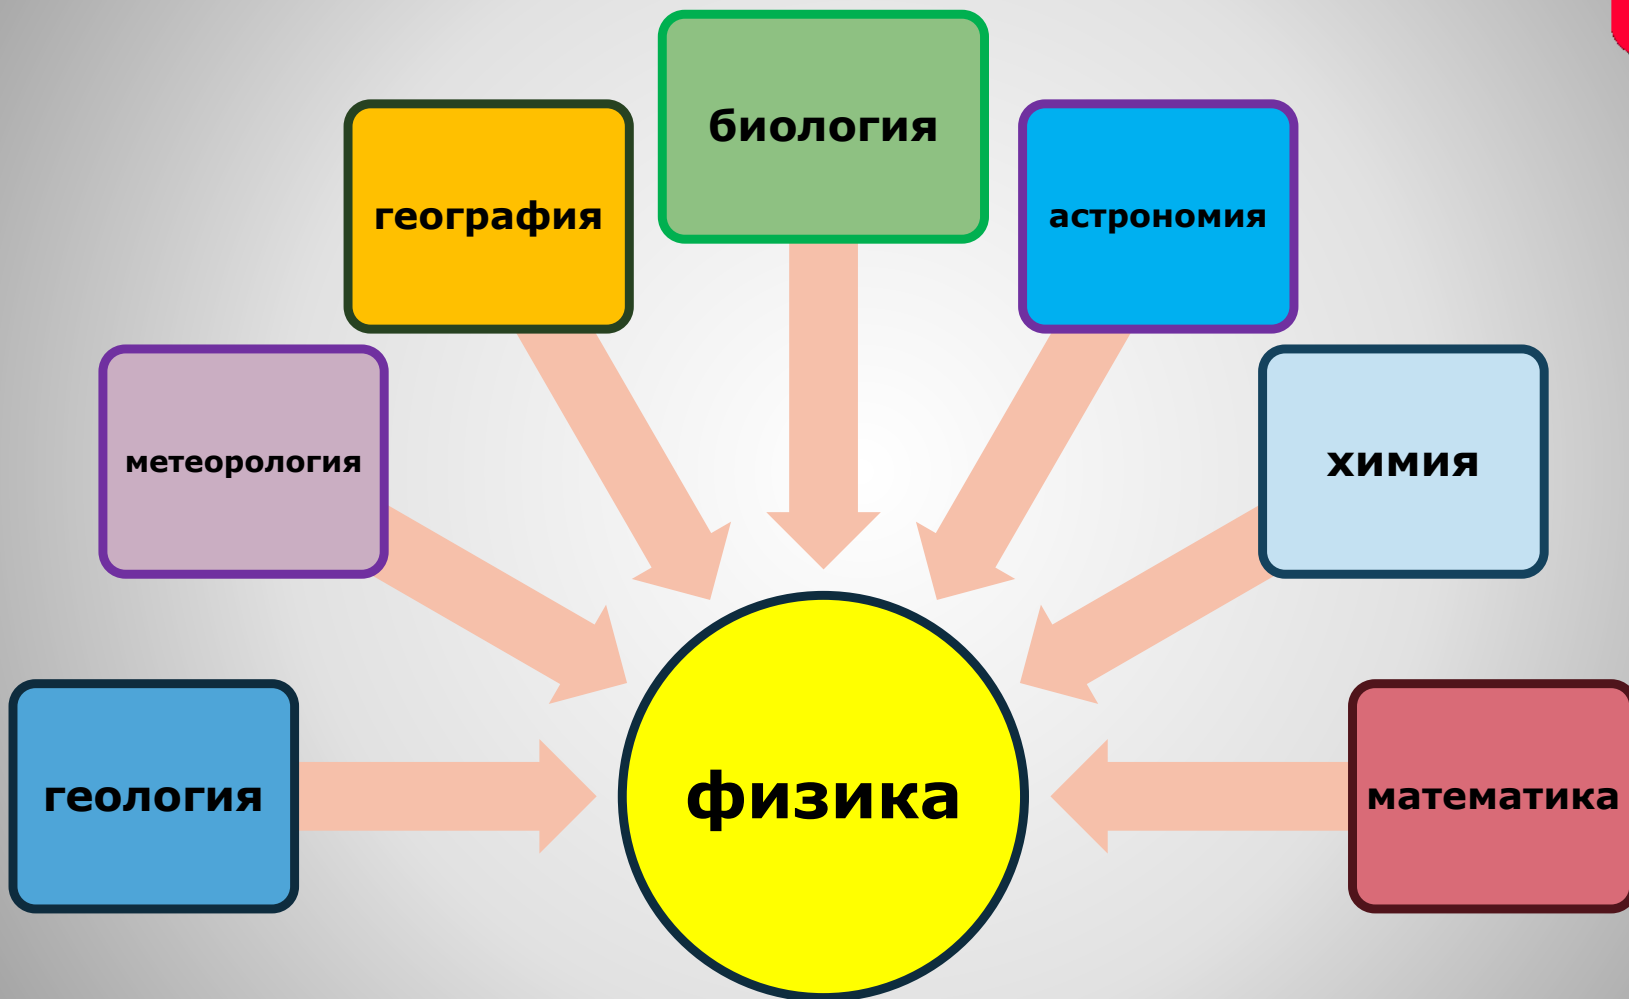 биология
география
астрономия
метеорология
химия
геология
физика
математика